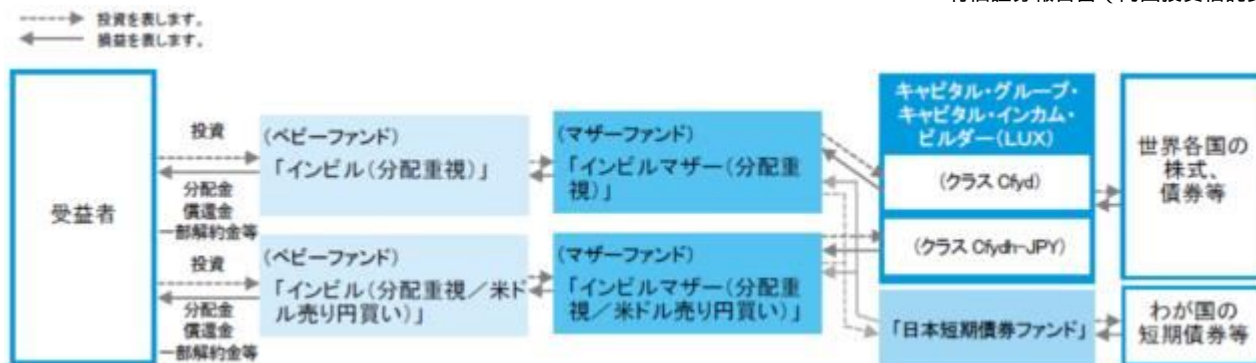 投資を表します。
損益を表します。
受益者
投資
分配金
償還金
一部解約金等
投資
分配金
償還金
一部解約金等
(ベビーファンド)
「インビル(分配重視)」
(ベビーファンド)
「インビル(分配重視/米ド
ル売り円買い)」
(マザーファンド)
「インビルマザー(分配重
視)」
(マザーファンド)
「インビルマザー(分配重
視/米ドル売り円買い)」
キャピタル・グループ・
キャピタル・インカム・
ビルダー(LUX)
(クラス Cfyd)
(クラス Cfydh-JPY)
「日本短期債券ファンド」
世界各国の
株式、
債券等
わが国の
短期債券等